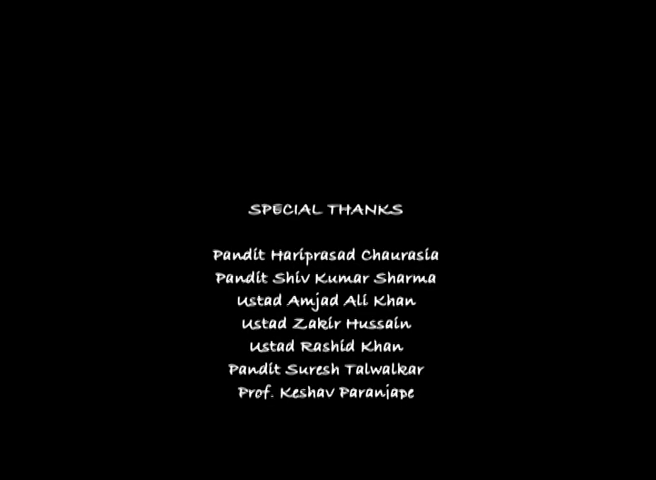 SPECIAL THANKS
Pandit Hariprasad Chaurasia
Pandit Shiv Kumar Sharma
Ustad Amjad Ali Khan
Ustad Zakir Hussain
Ustad Rashid Khan
Pandit Suresh Talwalkar
Prof. Keshav Paranjape